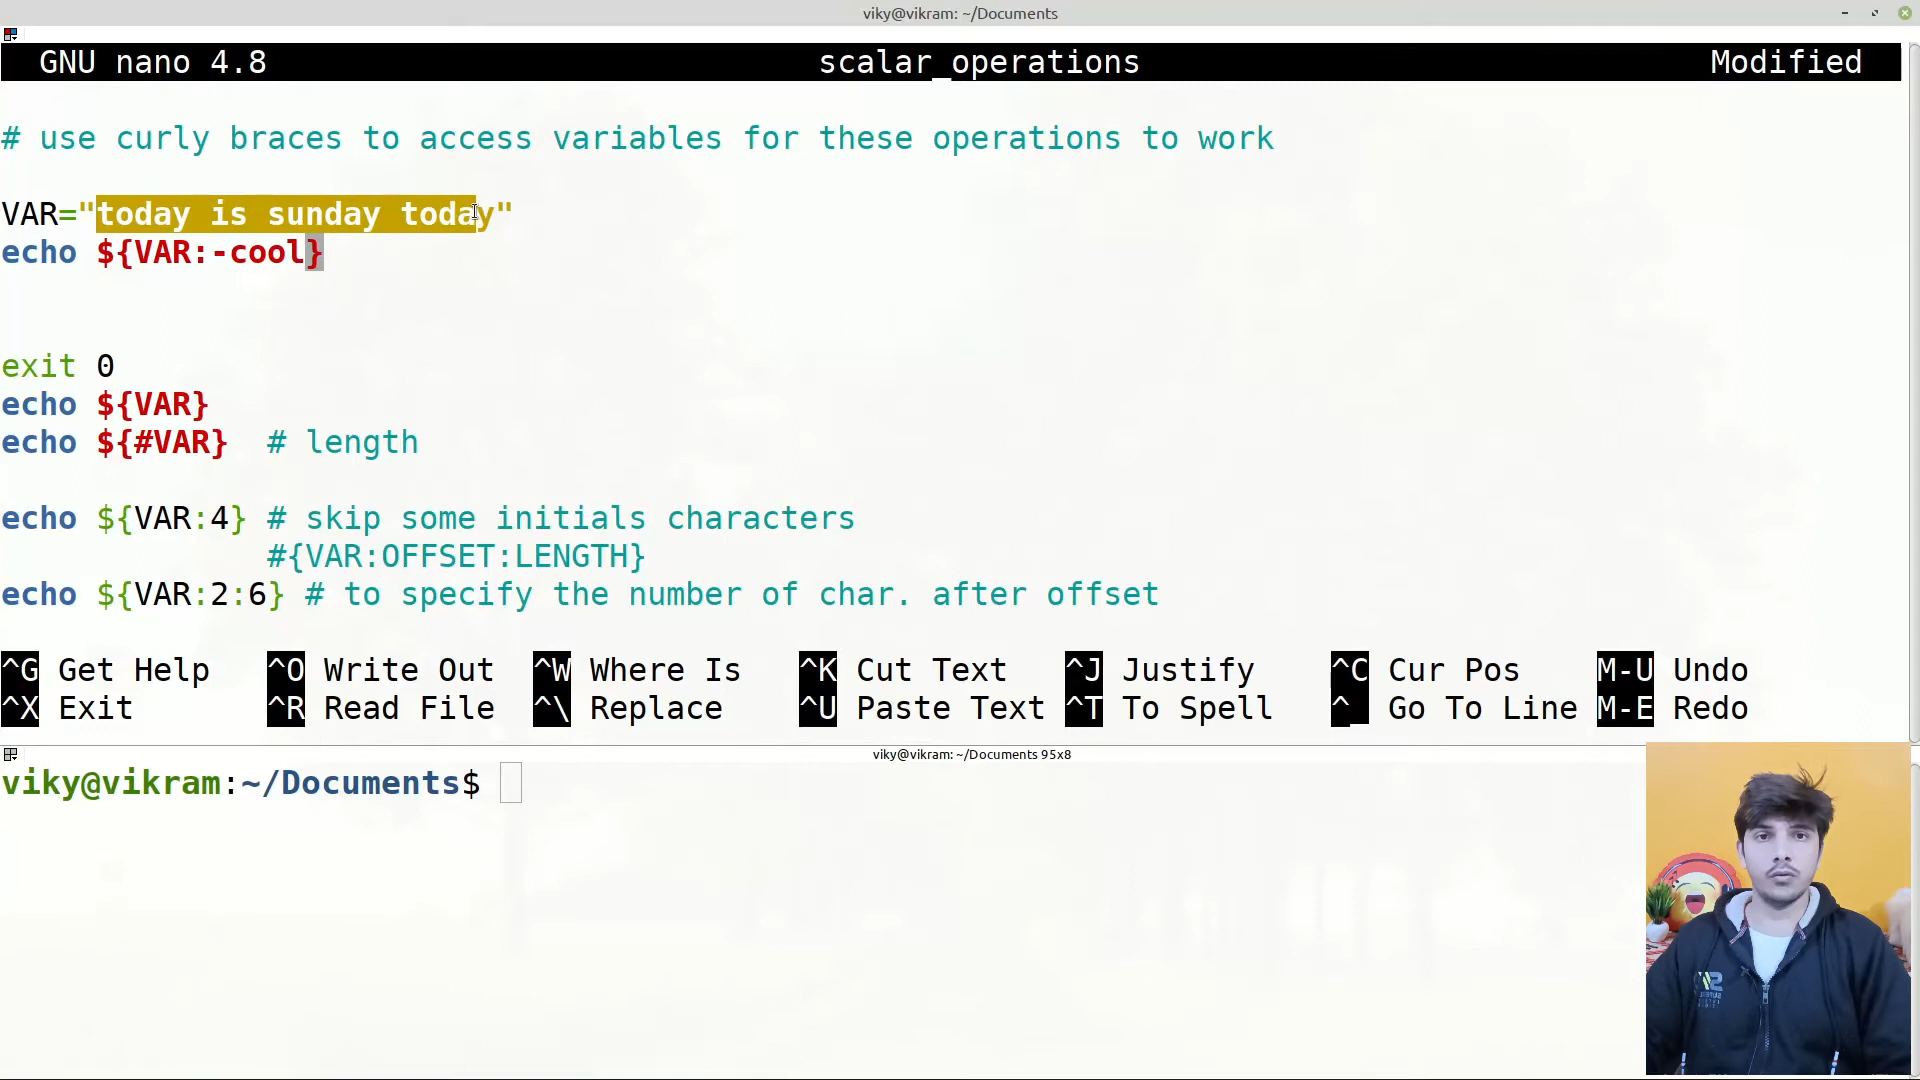 viky@vikram: ~/Documents
GNU nano 4.8 scalar_operations Modified
# use curly braces to access variables for these operations to work
VAR="today is sunday today"
echo ${VAR:-cool}
exit 0
echo ${VAR}
echo ${#VAR} # length
echo ${VAR:4} # skip some initials characters
#{VAR:OFFSET:LENGTH}
echo ${VAR:2:6} # to specify the number of char. after offset
^G Get Help ^O Write Out ^W Where Is ^K Cut Text ^J Justify ^C Cur Pos M-U Undo
^X Exit ^R Read File ^\ Replace ^U Paste Text ^T To Spell ^_ Go To Line M-E Redo
viky@vikram: ~/Documents 95x8
viky@vikram:~/Documents$